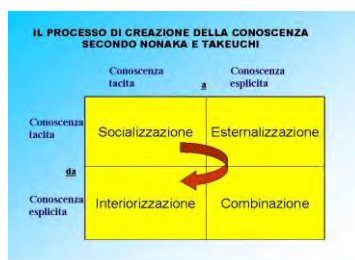 IL PROCESSO DI CREAZIONE DELLA CONOSCENZA
SECONDO NONAKA E TAKEUCHI
Conoscenza tacita
a
Conoscenza esplicita
Conoscenza tacita
Socializzazione
Esternalizzazione
da
Conoscenza esplicita
Interiorizzazione
Combinazione